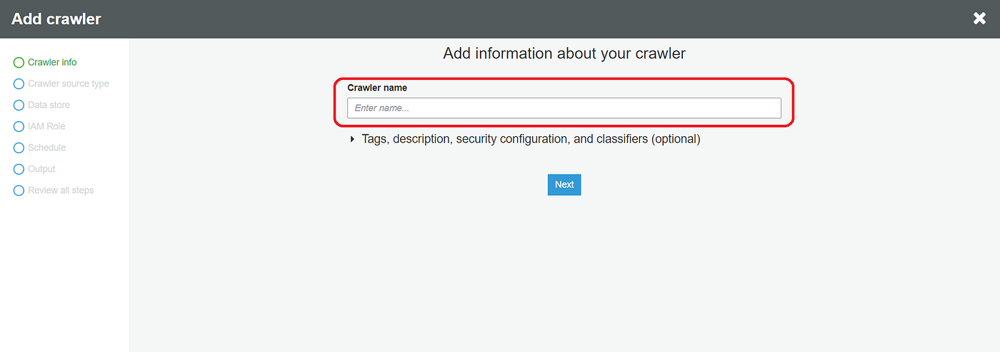 Add crawler
Crawler info
Crawler source type
Data store
IAM Role
Schedule
Output
Review all steps
Add information about your crawler
Crawler name
Enter name...
Tags, description, security configuration, and classifiers (optional)
Next